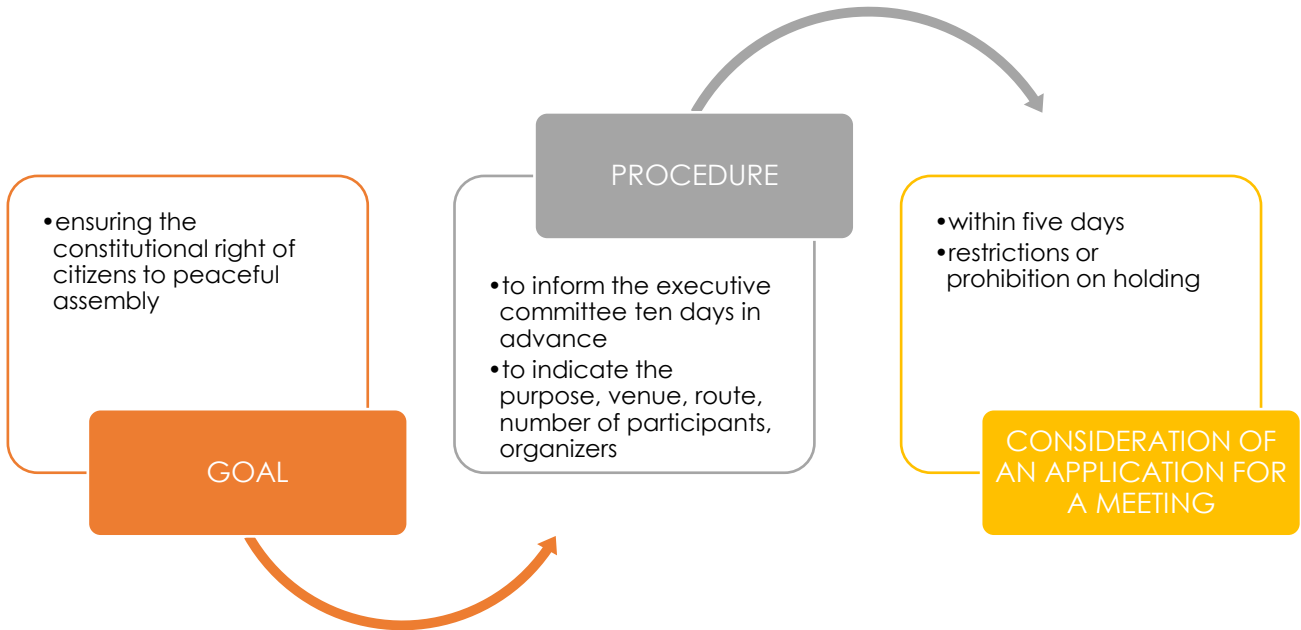 •ensuring the
constitutional right of
citizens to peaceful
assembly
GOAL
PROCEDURE
•to inform the executive
committee ten days in
advance
•to indicate the
purpose, venue, route,
number of participants,
organizers
•within five days
•restrictions or
prohibition on holding
CONSIDERATION OF
AN APPLICATION FOR
A MEETING